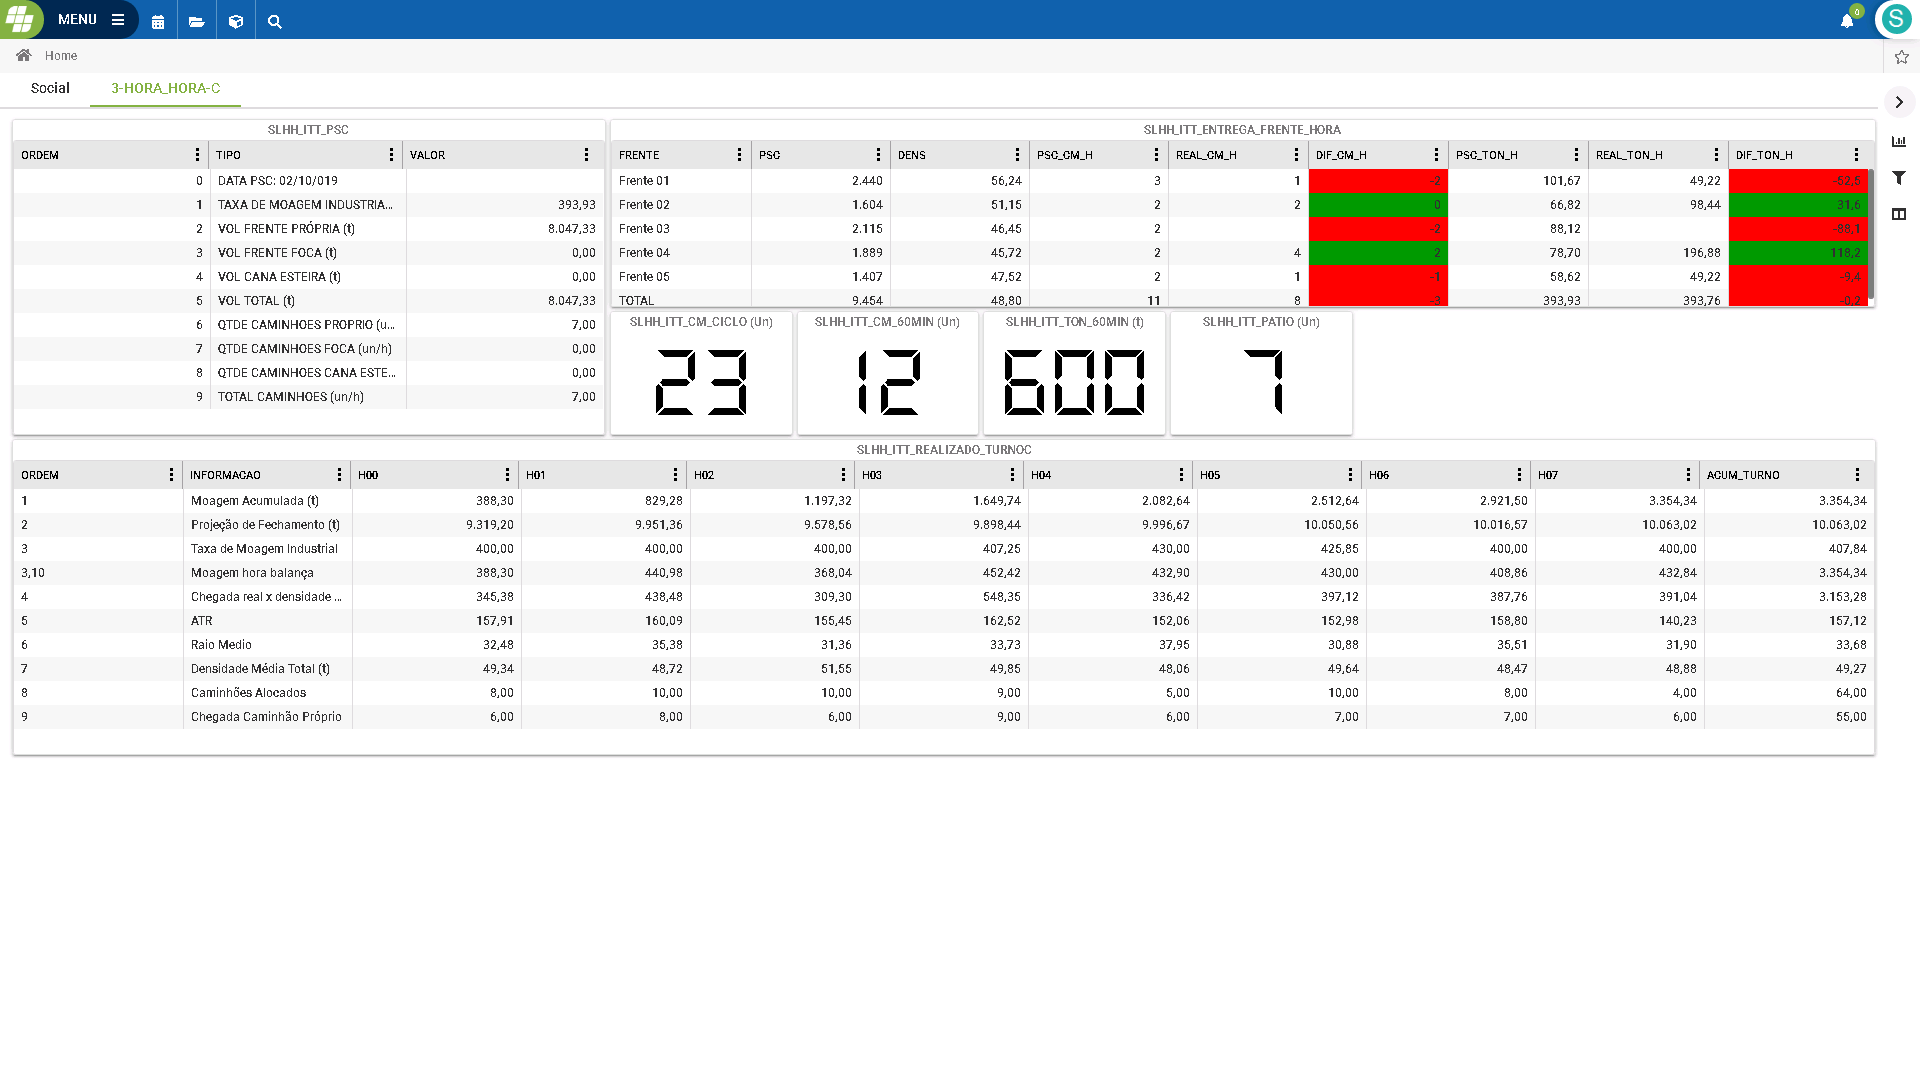 MENU
0
S
Home
Social 3-HORA_HORA-C
SLHH_ITT_PSC
ORDEM TIPO VALOR
0 DATA PSC: 02/10/019
1 TAXA DE MOAGEM INDUSTRIA... 393,93
2 VOL FRENTE PRÓPRIA (t) 8.047,33
3 VOL FRENTE FOCA (t) 0,00
4 VOL CANA ESTEIRA (t) 0,00
5 VOL TOTAL (t) 8.047,33
6 QTDE CAMINHOES PROPRIO (u... 7,00
7 QTDE CAMINHOES FOCA (un/h) 0,00
8 QTDE CAMINHOES CANA ESTE... 0,00
9 TOTAL CAMINHOES (un/h) 7,00
SLHH_ITT_ENTREGA_FRENTE_HORA
FRENTE PSC DENS PSC_CM_H REAL_CM_H DIF_CM_H PSC_TON_H REAL_TON_H DIF_TON_H
Frente 01 2.440 56,24 3 1 -2 101,67 49,22 -52,5
Frente 02 1.604 51,15 2 2 0 66,82 98,44 31,6
Frente 03 2.115 46,45 2 -2 88,12 -88,1
Frente 04 1.889 45,72 2 4 2 78,70 196,88 118,2
Frente 05 1.407 47,52 2 1 -1 58,62 49,22 -9,4
TOTAL 9.454 48,80 11 8 -3 393,93 393,76 -0,2
SLHH_ITT_CM_CICLO (Un)
23
SLHH_ITT_CM_60MIN (Un)
12
SLHH_ITT_TON_60MIN (t)
600
SLHH_ITT_PATIO (Un)
7
SLHH_ITT_REALIZADO_TURNOC
ORDEM INFORMACAO H00 H01 H02 H03 H04 H05 H06 H07 ACUM_TURNO
1 Moagem Acumulada (t) 388,30 829,28 1.197,32 1.649,74 2.082,64 2.512,64 2.921,50 3.354,34 3.354,34
2 Projeção de Fechamento (t) 9.319,20 9.951,36 9.578,56 9.898,44 9.996,67 10.050,56 10.016,57 10.063,02 10.063,02
3 Taxa de Moagem Industrial 400,00 400,00 400,00 407,25 430,00 425,85 400,00 400,00 407,84
3,10 Moagem hora balança 388,30 440,98 368,04 452,42 432,90 430,00 408,86 432,84 3.354,34
4 Chegada real x densidade ... 345,38 438,48 309,30 548,35 336,42 397,12 387,76 391,04 3.153,28
5 ATR 157,91 160,09 155,45 162,52 152,06 152,98 158,80 140,23 157,12
6 Raio Medio 32,48 35,38 31,36 33,73 37,95 30,88 35,51 31,90 33,68
7 Densidade Média Total (t) 49,34 48,72 51,55 49,85 48,06 49,64 48,47 48,88 49,27
8 Caminhões Alocados 8,00 10,00 10,00 9,00 5,00 10,00 8,00 4,00 64,00
9 Chegada Caminhão Próprio 6,00 8,00 6,00 9,00 6,00 7,00 7,00 6,00 55,00